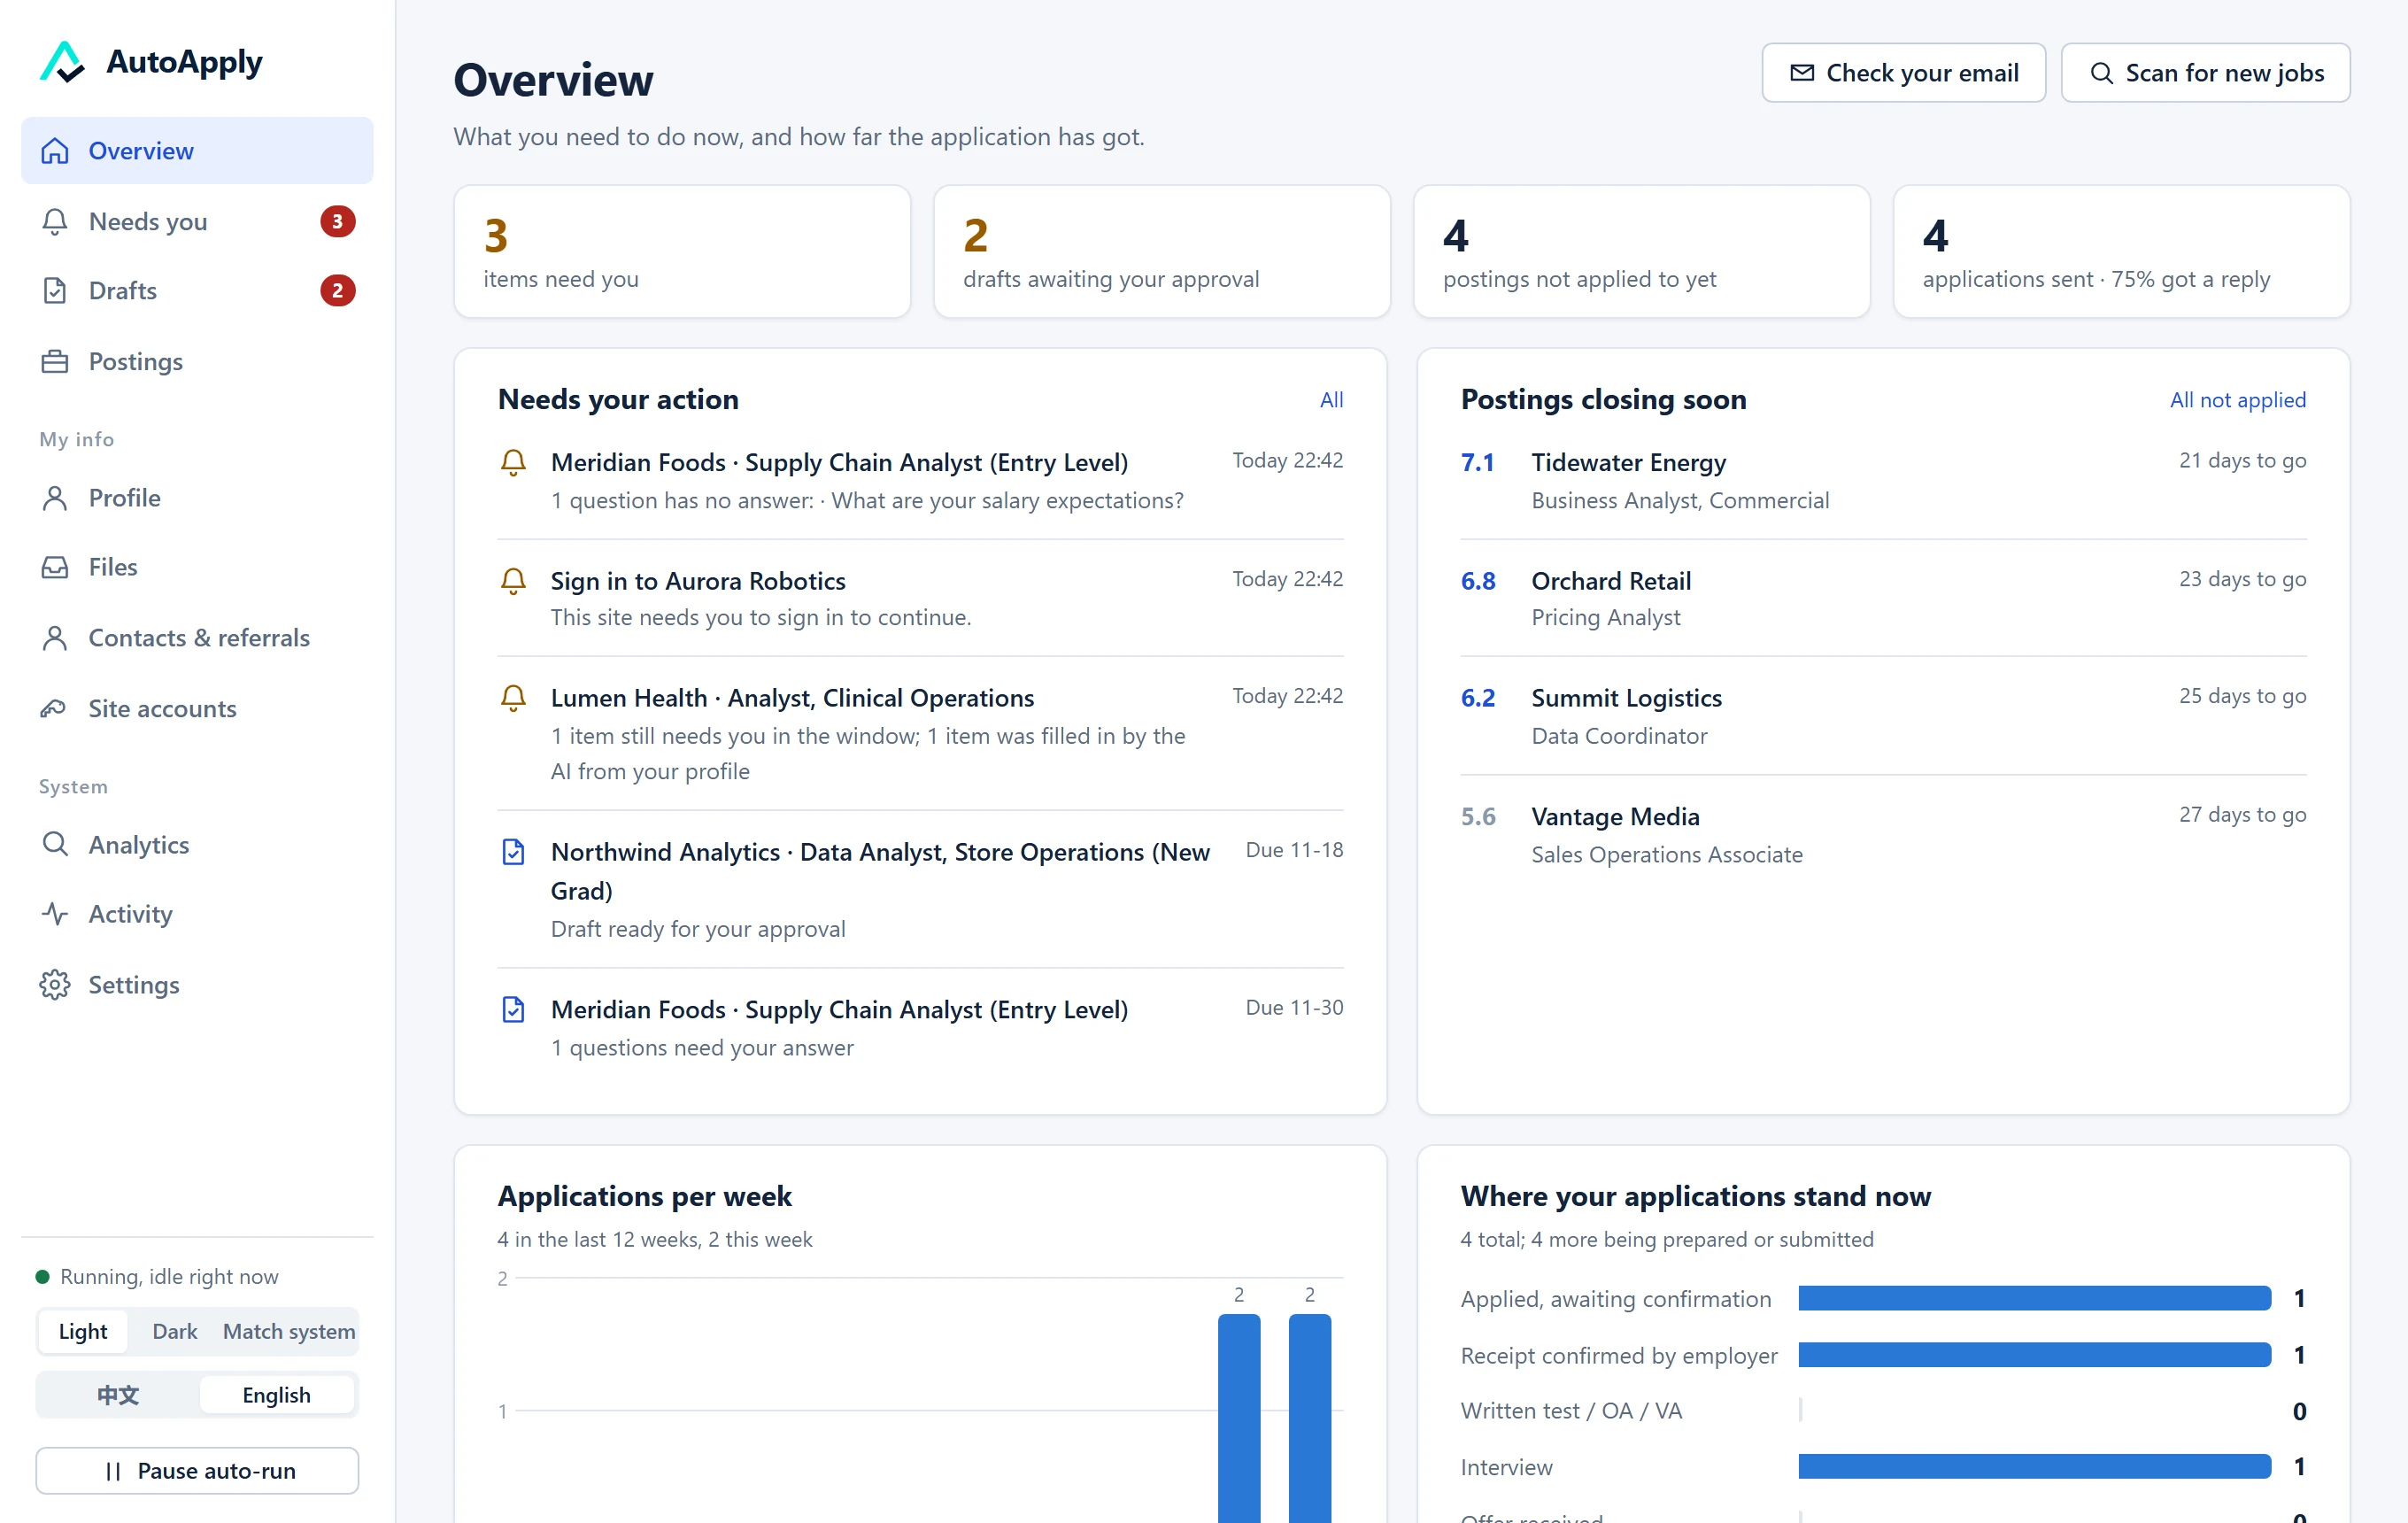 AutoApply
Overview
Needs you
3
Drafts
2
Postings
My info
Profile
Files
Contacts & referrals
Site accounts
System
Analytics
Activity
Settings
Running, idle right now
Light
Dark
Match system
中文
English
Pause auto-run
Overview
What you need to do now, and how far the application has got.
Check your email
Scan for new jobs
3
items need you
2
drafts awaiting your approval
4
postings not applied to yet
4
applications sent · 75% got a reply
Needs your action
All
Meridian Foods · Supply Chain Analyst (Entry Level)
Today 22:42
1 question has no answer: · What are your salary expectations?
Sign in to Aurora Robotics
Today 22:42
This site needs you to sign in to continue.
Lumen Health · Analyst, Clinical Operations
Today 22:42
1 item still needs you in the window; 1 item was filled in by the
AI from your profile
Northwind Analytics · Data Analyst, Store Operations (New
Grad)
Due 11-18
Draft ready for your approval
Meridian Foods · Supply Chain Analyst (Entry Level)
Due 11-30
1 questions need your answer
Postings closing soon
All not applied
7.1
Tidewater Energy
21 days to go
Business Analyst, Commercial
6.8
Orchard Retail
23 days to go
Pricing Analyst
6.2
Summit Logistics
25 days to go
Data Coordinator
5.6
Vantage Media
27 days to go
Sales Operations Associate
Applications per week
4 in the last 12 weeks, 2 this week
2
2
2
1
Where your applications stand now
4 total; 4 more being prepared or submitted
Applied, awaiting confirmation
1
Receipt confirmed by employer
1
Written test / OA / VA
0
Interview
1
Offer received
0